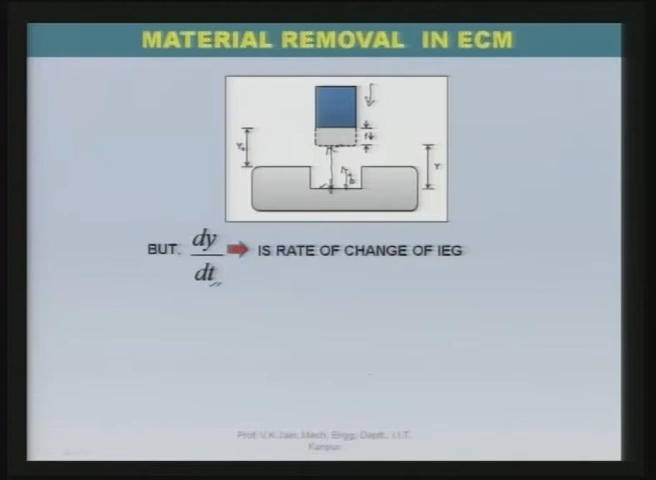 MATERIAL REMOVAL IN ECM
Y
BUT, dy
dt
IS RATE OF CHANGE OF IEG
Prof. V.K.Jain, Mech. Engg. Deptt., I.I.T.
Kanpur